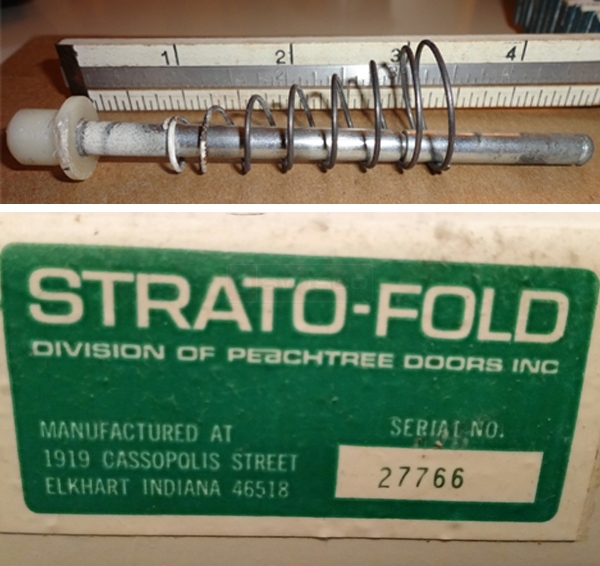 1 2 3 4
STRATO-FOLD
DIVISION OF PEACHTREE DOORS INC
MANUFACTURED AT
1919 CASSOPOLIS STREET
ELKHART INDIANA 46518
SERIAL NO.
27766